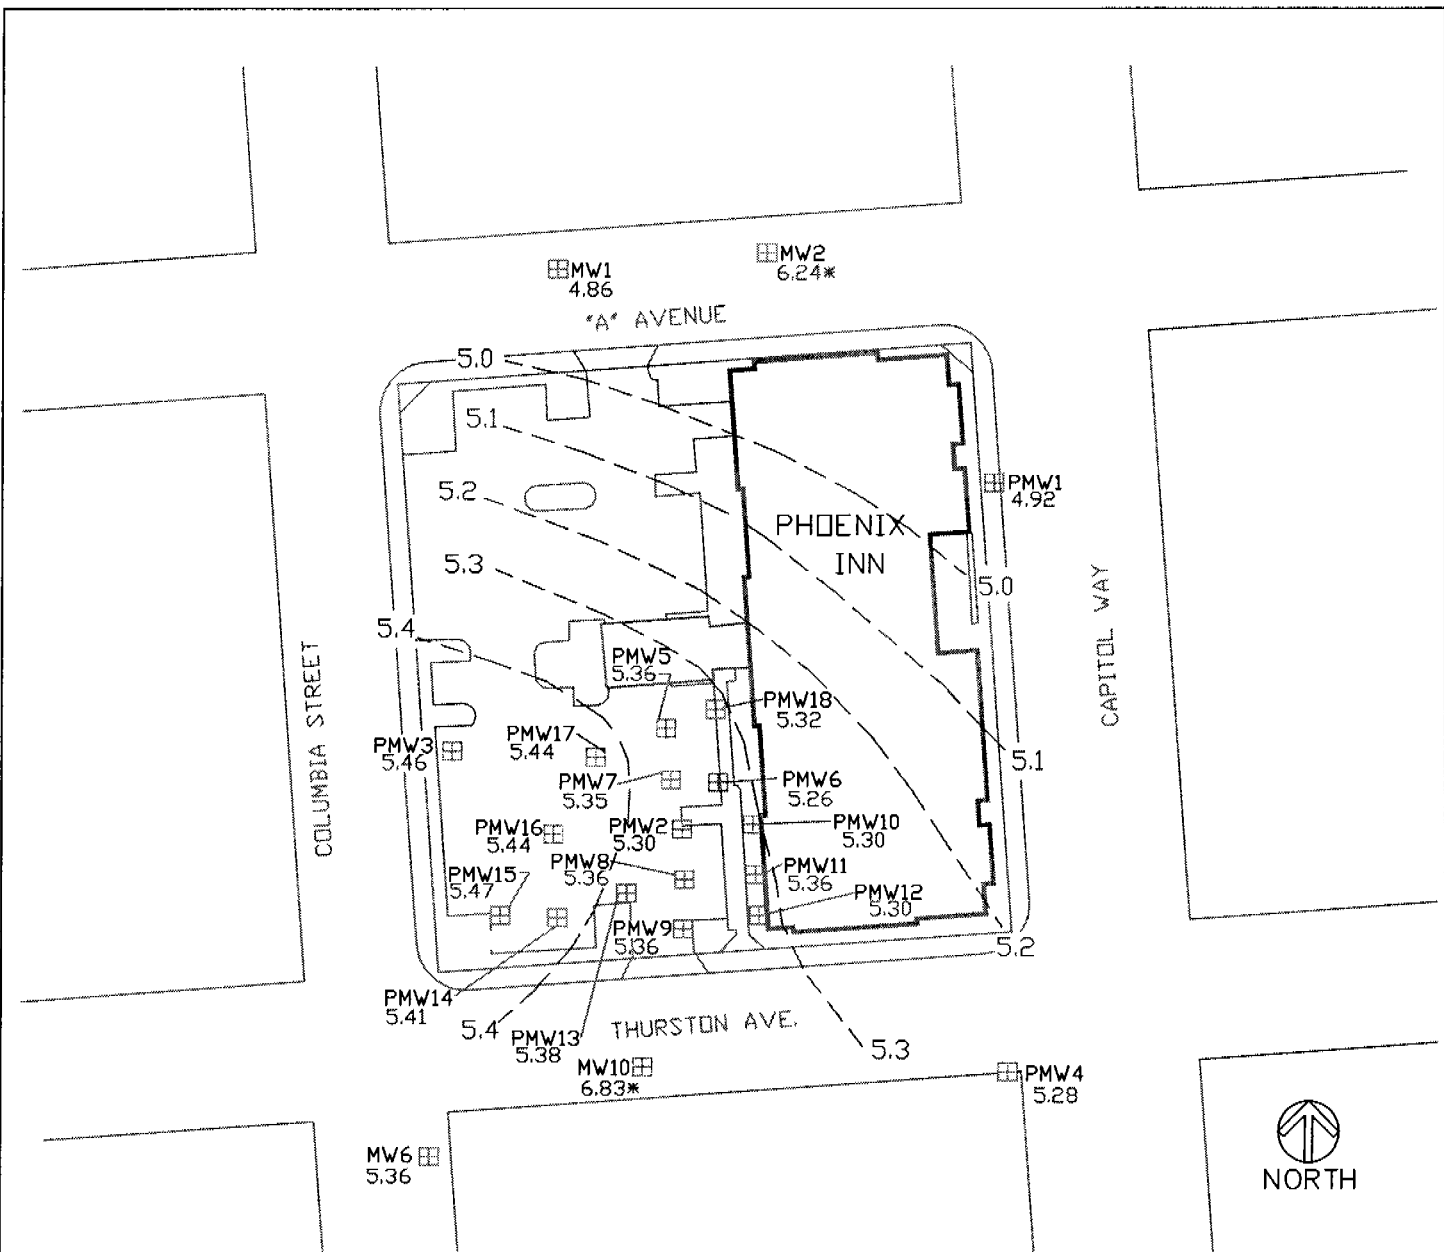 MW1
4.86
MW2
6.24*
"A" AVENUE
5.0
5.1
5.2
5.3
5.4
PMW1
4.92
PHOENIX
INN
5.0
CAPITOL WAY
COLUMBIA STREET
PMW5
5.36
PMW18
5.32
PMW3
5.46
PMW17
5.44
PMW7
5.35
PMW6
5.26
5.1
PMW16
5.44
PMW2
5.30
PMW10
5.30
PMW8
5.36
PMW15
5.47
PMW11
5.36
PMW12
5.30
PMW9
5.36
5.2
PMW14
5.41
5.4
PMW13
5.38
THURSTON AVE.
5.3
MW10
6.83*
PMW4
5.28
MW6
5.36
NORTH